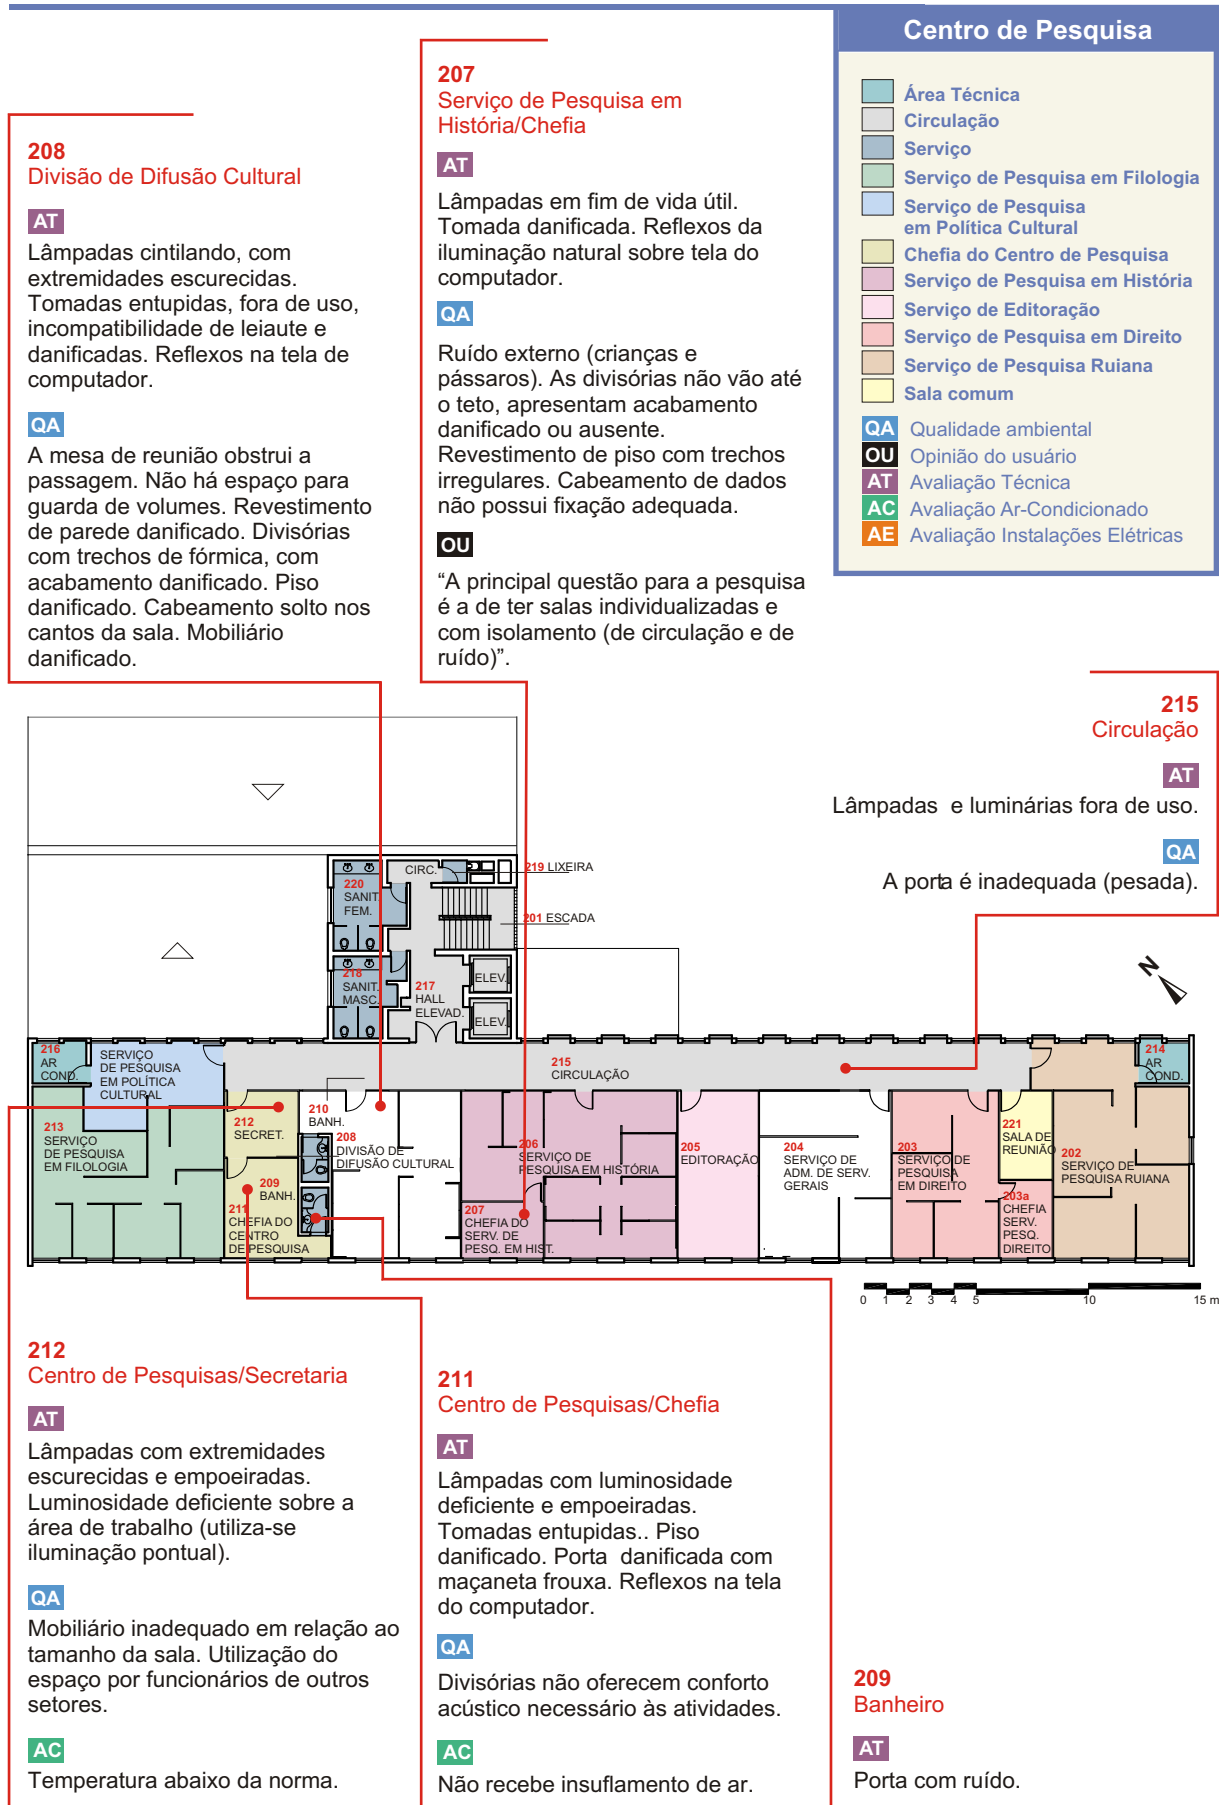 Centro de Pesquisa
Área Técnica
Circulação
Serviço
Serviço de Pesquisa em Filologia
Serviço de Pesquisa
em Política Cultural
Chefia do Centro de Pesquisa
Serviço de Pesquisa em História
Serviço de Editoração
Serviço de Pesquisa em Direito
Serviço de Pesquisa Ruiana
Sala comum
QA Qualidade ambiental
OU Opinião do usuário
AT Avaliação Técnica
AC Avaliação Ar-Condicionado
AE Avaliação Instalações Elétricas
208
Divisão de Difusão Cultural
AT
Lâmpadas cintilando, com
extremidades escurecidas.
Tomadas entupidas, fora de uso,
incompatibilidade de leiaute e
danificadas. Reflexos na tela de
computador.
QA
A mesa de reunião obstrui a
passagem. Não há espaço para
guarda de volumes. Revestimento
de parede danificado. Divisórias
com trechos de fórmica, com
acabamento danificado. Piso
danificado. Cabeamento solto nos
cantos da sala. Mobiliário
danificado.
207
Serviço de Pesquisa em
História/Chefia
AT
Lâmpadas em fim de vida útil.
Tomada danificada. Reflexos da
iluminação natural sobre tela do
computador.
QA
Ruído externo (crianças e
pássaros). As divisórias não vão até
o teto, apresentam acabamento
danificado ou ausente.
Revestimento de piso com trechos
irregulares. Cabeamento de dados
não possui fixação adequada.
OU
“A principal questão para a pesquisa
é a de ter salas individualizadas e
com isolamento (de circulação e de
ruído)”.
215
Circulação
AT
Lâmpadas e luminárias fora de uso.
QA
A porta é inadequada (pesada).
220
SANIT.
FEM.
CIRC.
219 LIXEIRA
201 ESCADA
218
SANIT.
MASC.
217
HALL
ELEVAD.
ELEV.
ELEV.
N
216
AR
COND.
SERVIÇO
DE PESQUISA
EM POLÍTICA
CULTURAL
215
CIRCULAÇÃO
214
AR
COND.
213
SERVIÇO
DE PESQUISA
EM FILOLOGIA
212
SECRET.
210
BANH.
208
DIVISÃO DE
DIFUSÃO CULTURAL
209
BANH.
211
CHEFIA DO
CENTRO
DE PESQUISA
206
SERVIÇO DE
PESQUISA EM HISTÓRIA
207
CHEFIA DO
SERV. DE
PESQ. EM HIST.
205
EDITORAÇÃO
204
SERVIÇO DE
ADM. DE SERV.
GERAIS
203
SERVIÇO DE
PESQUISA
EM DIREITO
221
SALA DE
REUNIÃO
203a
CHEFIA
SERV.
PESQ.
DIREITO
202
SERVIÇO DE
PESQUISA RUIANA
0 1 2 3 4 5 10 15 m
212
Centro de Pesquisas/Secretaria
AT
Lâmpadas com extremidades
escurecidas e empoeiradas.
Luminosidade deficiente sobre a
área de trabalho (utiliza-se
iluminação pontual).
QA
Mobiliário inadequado em relação ao
tamanho da sala. Utilização do
espaço por funcionários de outros
setores.
AC
Temperatura abaixo da norma.
211
Centro de Pesquisas/Chefia
AT
Lâmpadas com luminosidade
deficiente e empoeiradas.
Tomadas entupidas.. Piso
danificado. Porta danificada com
maçaneta frouxa. Reflexos na tela
do computador.
QA
Divisórias não oferecem conforto
acústico necessário às atividades.
AC
Não recebe insuflamento de ar.
209
Banheiro
AT
Porta com ruído.